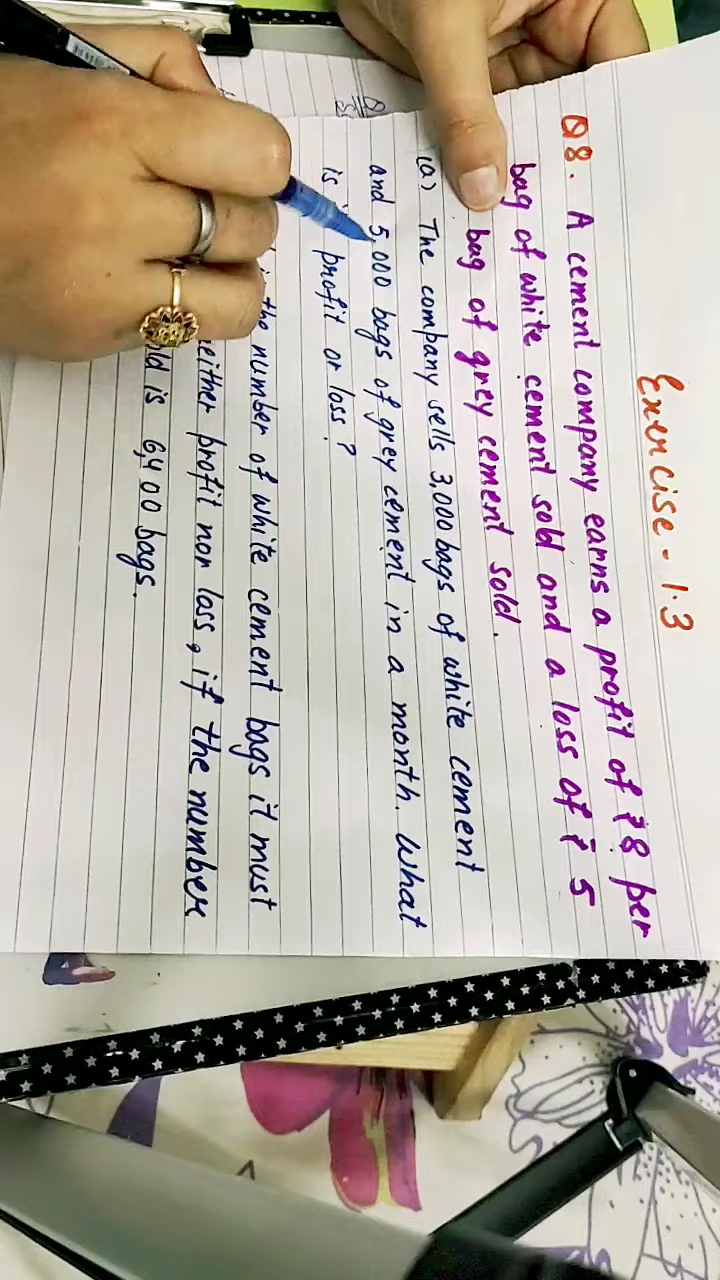 Exercise - 1.3
Q8. A cement company earns a profit of ₹8 per
bag of white cement sold and a loss of ₹ 5
bag of grey cement sold.
(a) The company sells 3,000 bags of white cement
and 5,000 bags of grey cement in a month. What
is profit or loss?
the number of white cement bags it must
neither profit nor loss, if the number
is 6,400 bags.